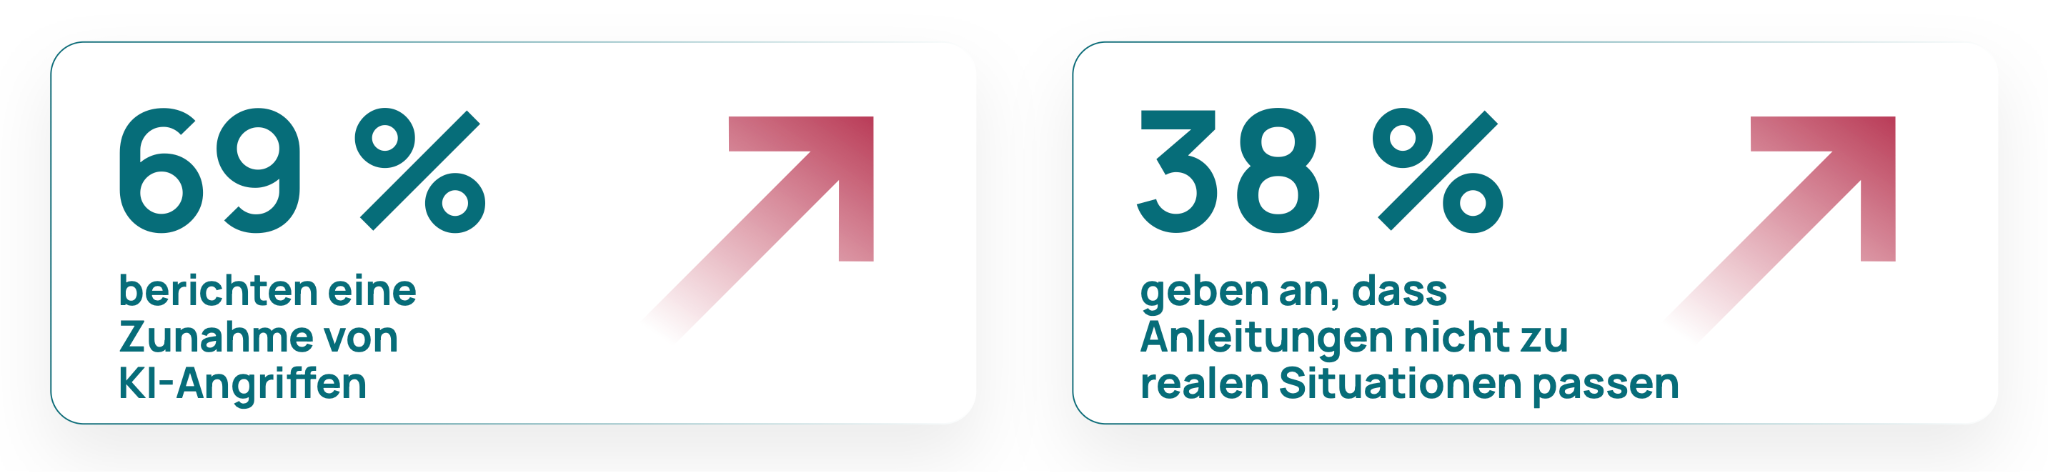 69 %
berichten eine
Zunahme von
KI-Angriffen
38 %
geben an, dass
Anleitungen nicht zu
realen Situationen passen